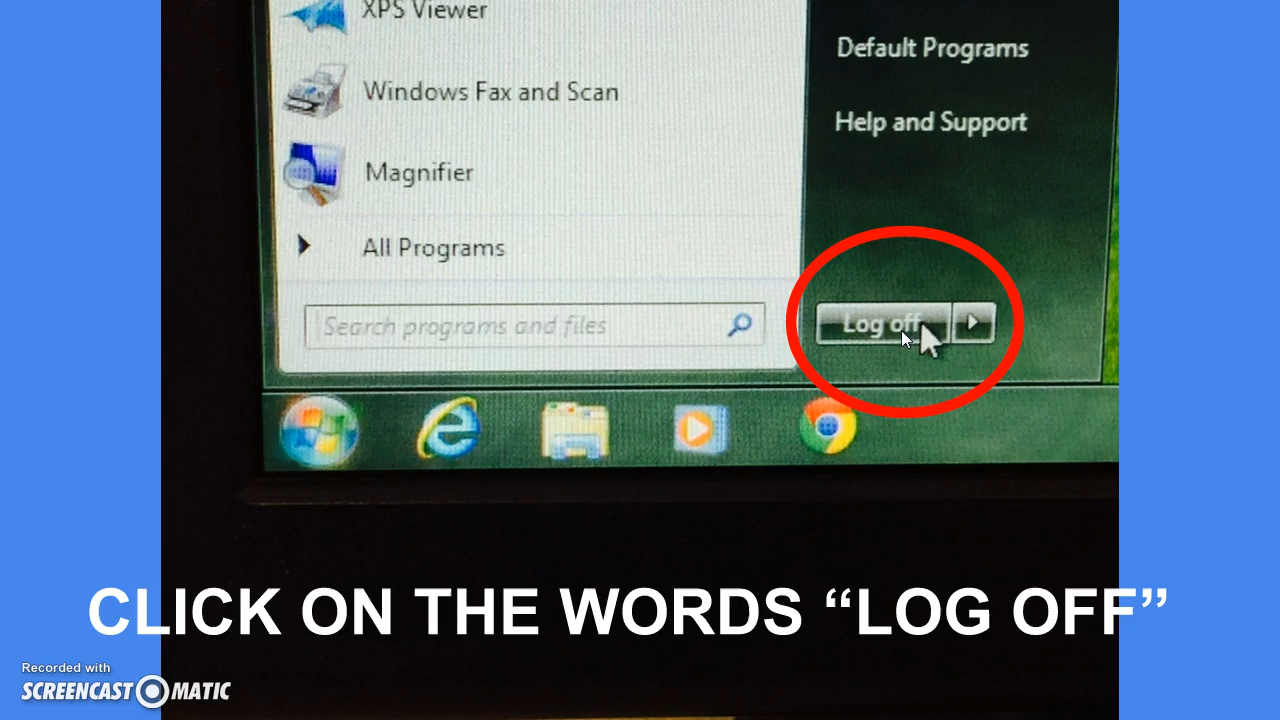 XPS Viewer
Windows Fax and Scan
Magnifier
All Programs
Search programs and files
Default Programs
Help and Support
Log off
CLICK ON THE WORDS “LOG OFF”
Recorded with
SCREENCAST MATIC